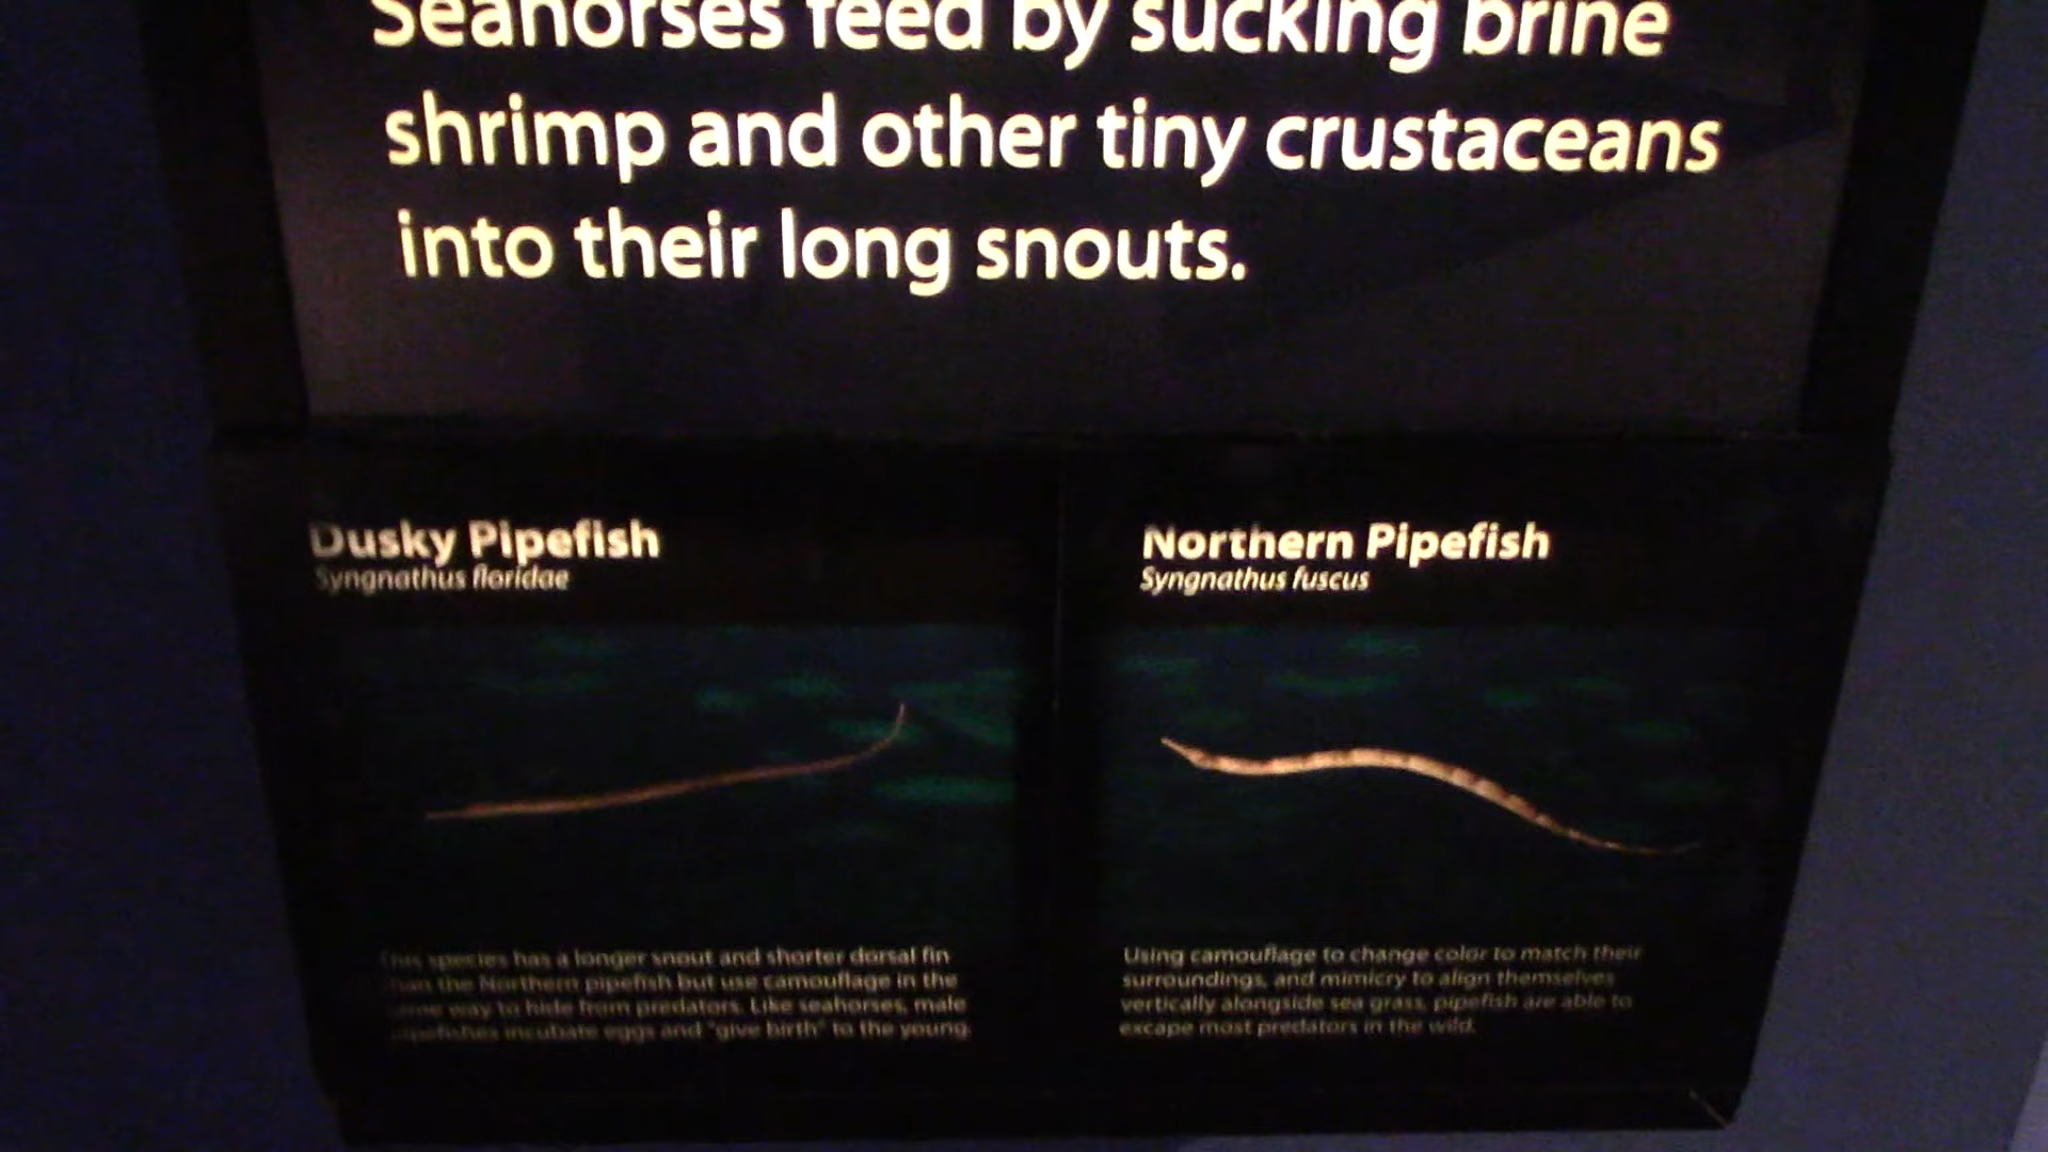 Seahorses feed by sucking brine
shrimp and other tiny crustaceans
into their long snouts.
Dusky Pipefish
Syngnathus floridae
This species has a longer snout and shorter dorsal fin
than the Northern pipefish but use camouflage in the
same way to hide from predators. Like seahorses, male
pipefishes incubate eggs and "give birth" to the young.
Northern Pipefish
Syngnathus fuscus
Using camouflage to change color to match their
surroundings, and mimicry to align themselves
vertically alongside sea grass, pipefish are able to
escape most predators in the wild.